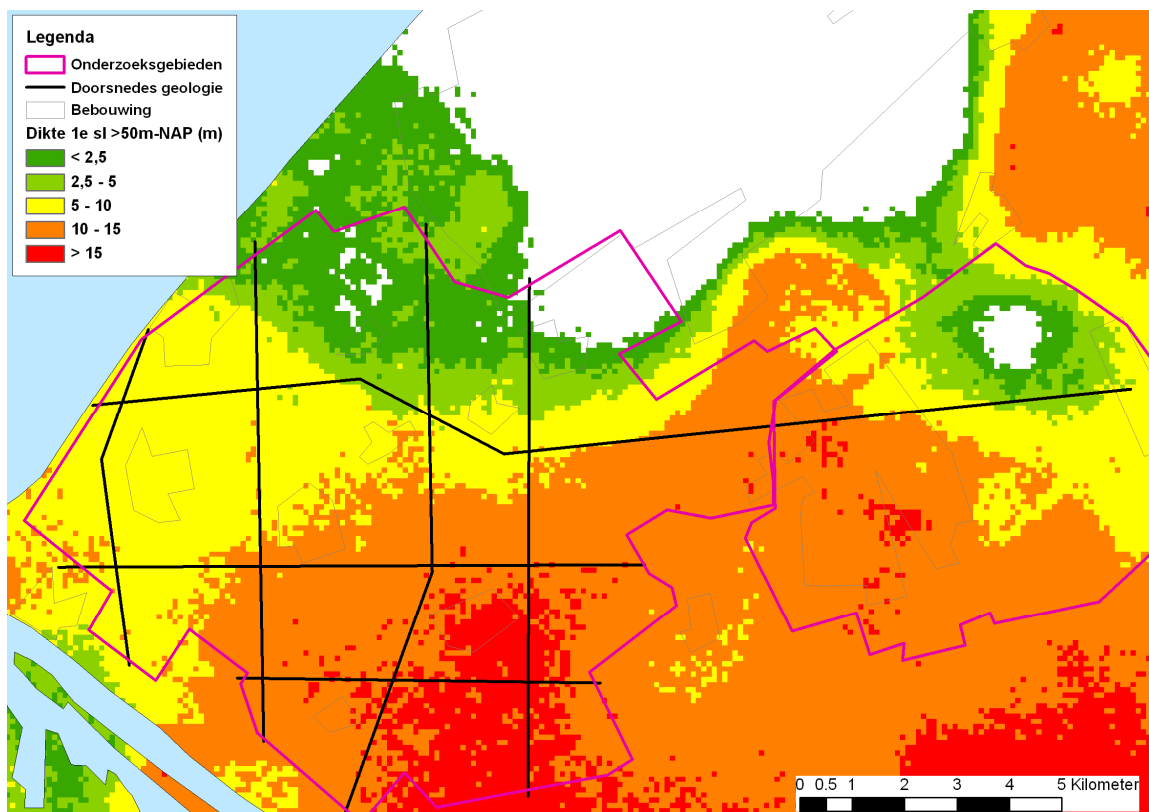 Legenda
Onderzoeksgebieden
Doorsnedes geologie
Bebouwing
Dikte 1e sl >50m-NAP (m)
< 2,5
2,5 - 5
5 - 10
10 - 15
> 15
0 0.5 1 2 3 4 5 Kilometer